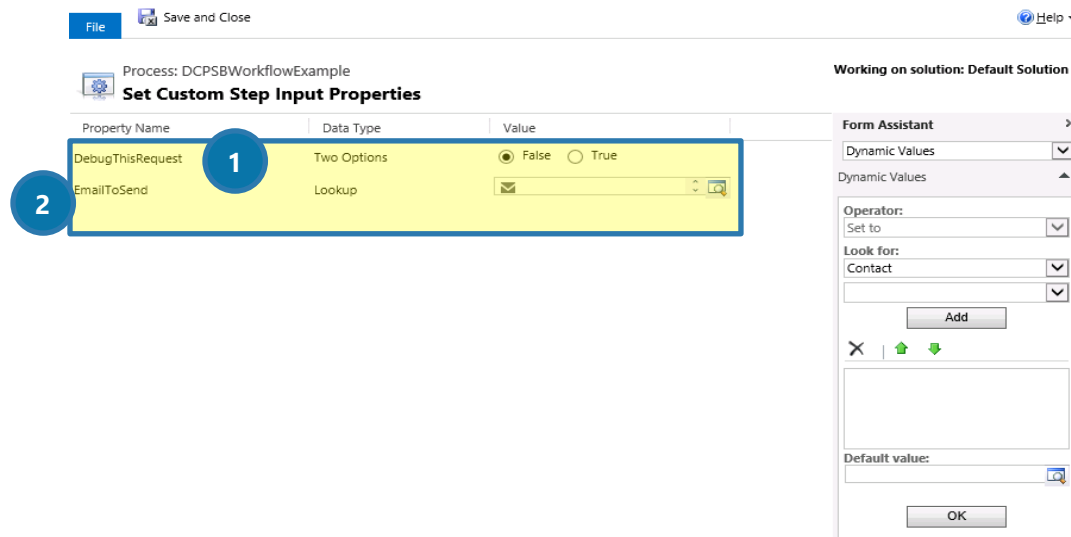 File
Save and Close
Help
Process: DCPSBWorkflowExample
Working on solution: Default Solution
Set Custom Step Input Properties
Property Name Data Type Value
DebugThisRequest 1 Two Options False True
2 EmailToSend Lookup
Form Assistant
Dynamic Values
Dynamic Values
Operator:
Set to
Look for:
Contact
Add
Default value:
OK